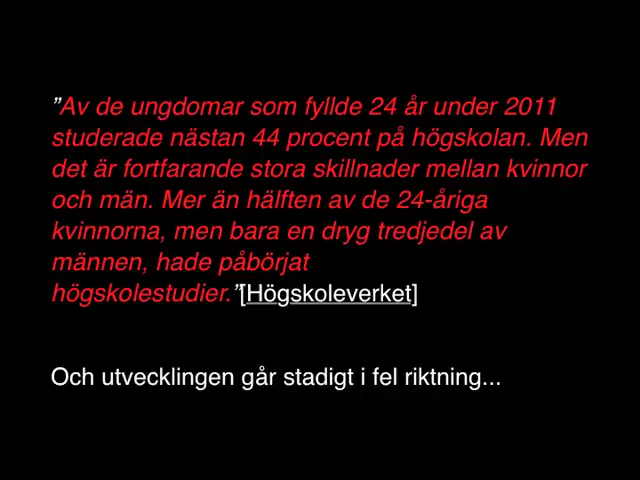 ”Av de ungdomar som fyllde 24 år under 2011
studerade nästan 44 procent på högskolan. Men
det är fortfarande stora skillnader mellan kvinnor
och män. Mer än hälften av de 24-åriga
kvinnorna, men bara en dryg tredjedel av
männen, hade påbörjat
högskolestudier.”[Högskoleverket]
Och utvecklingen går stadigt i fel riktning...